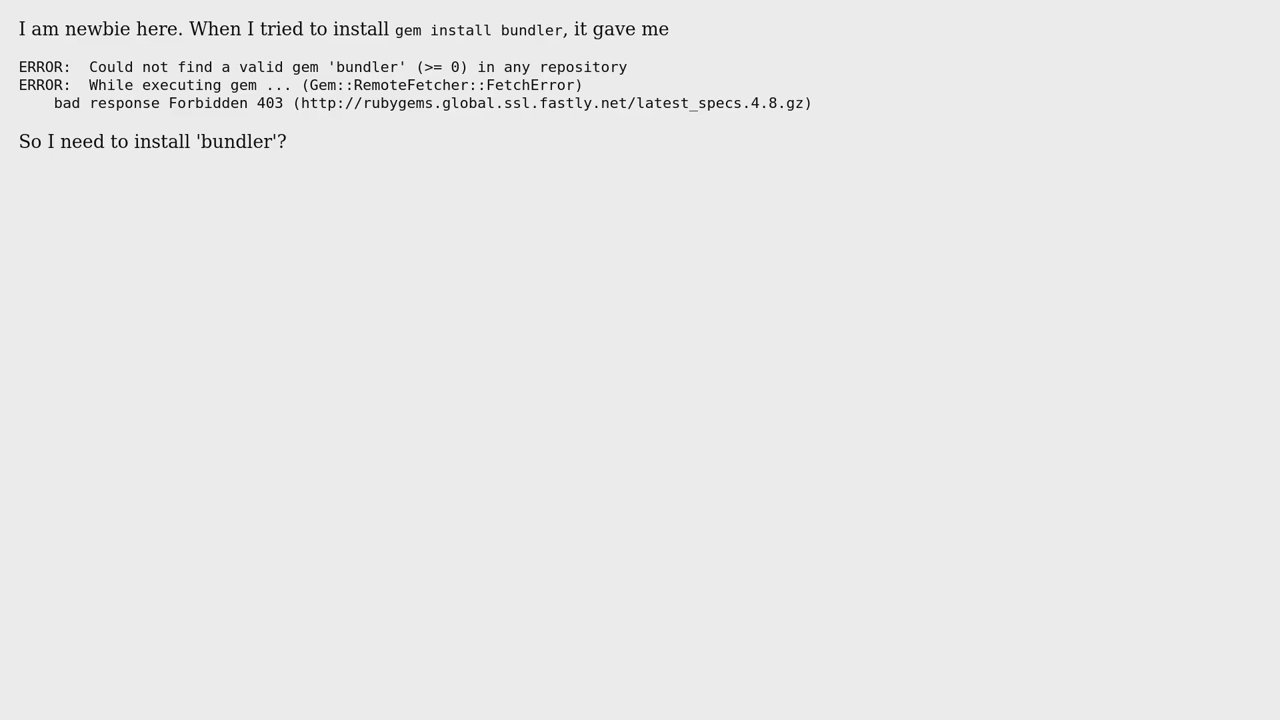 I am newbie here. When I tried to install gem install bundler, it gave me
ERROR:  Could not find a valid gem 'bundler' (>= 0) in any repository
ERROR:  While executing gem ... (Gem::RemoteFetcher::FetchError)
    bad response Forbidden 403 (http://rubygems.global.ssl.fastly.net/latest_specs.4.8.gz)
So I need to install 'bundler'?